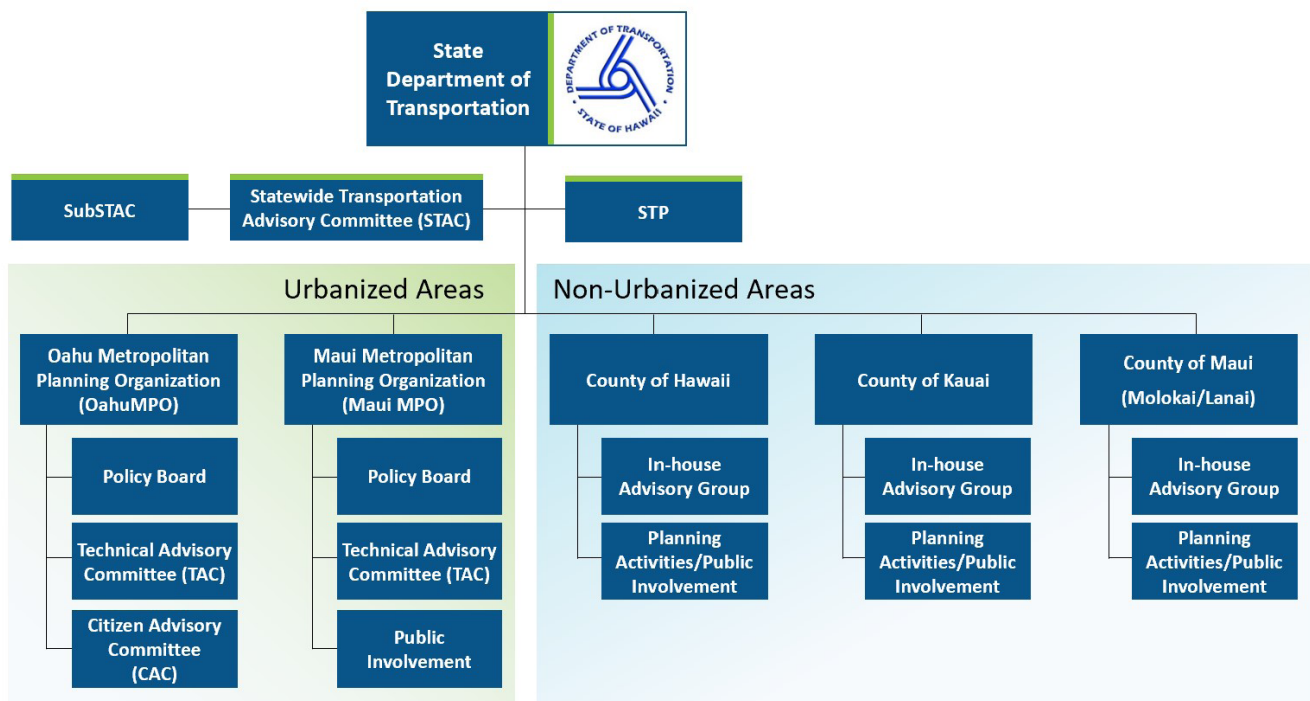 State
Department of
Transportation
DEPARTMENT OF TRANSPORTATION
STATE OF HAWAII
SubSTAC
Statewide Transportation
Advisory Committee (STAC)
STP
Urbanized Areas
Non-Urbanized Areas
Oahu Metropolitan
Planning Organization
(OahuMPO)
Maui Metropolitan
Planning Organization
(Maui MPO)
County of Hawaii
County of Kauai
County of Maui
(Molokai/Lanai)
Policy Board
Policy Board
In-house
Advisory Group
In-house
Advisory Group
In-house
Advisory Group
Technical Advisory
Committee (TAC)
Technical Advisory
Committee (TAC)
Planning
Activities/Public
Involvement
Planning
Activities/Public
Involvement
Planning
Activities/Public
Involvement
Citizen Advisory
Committee
(CAC)
Public
Involvement